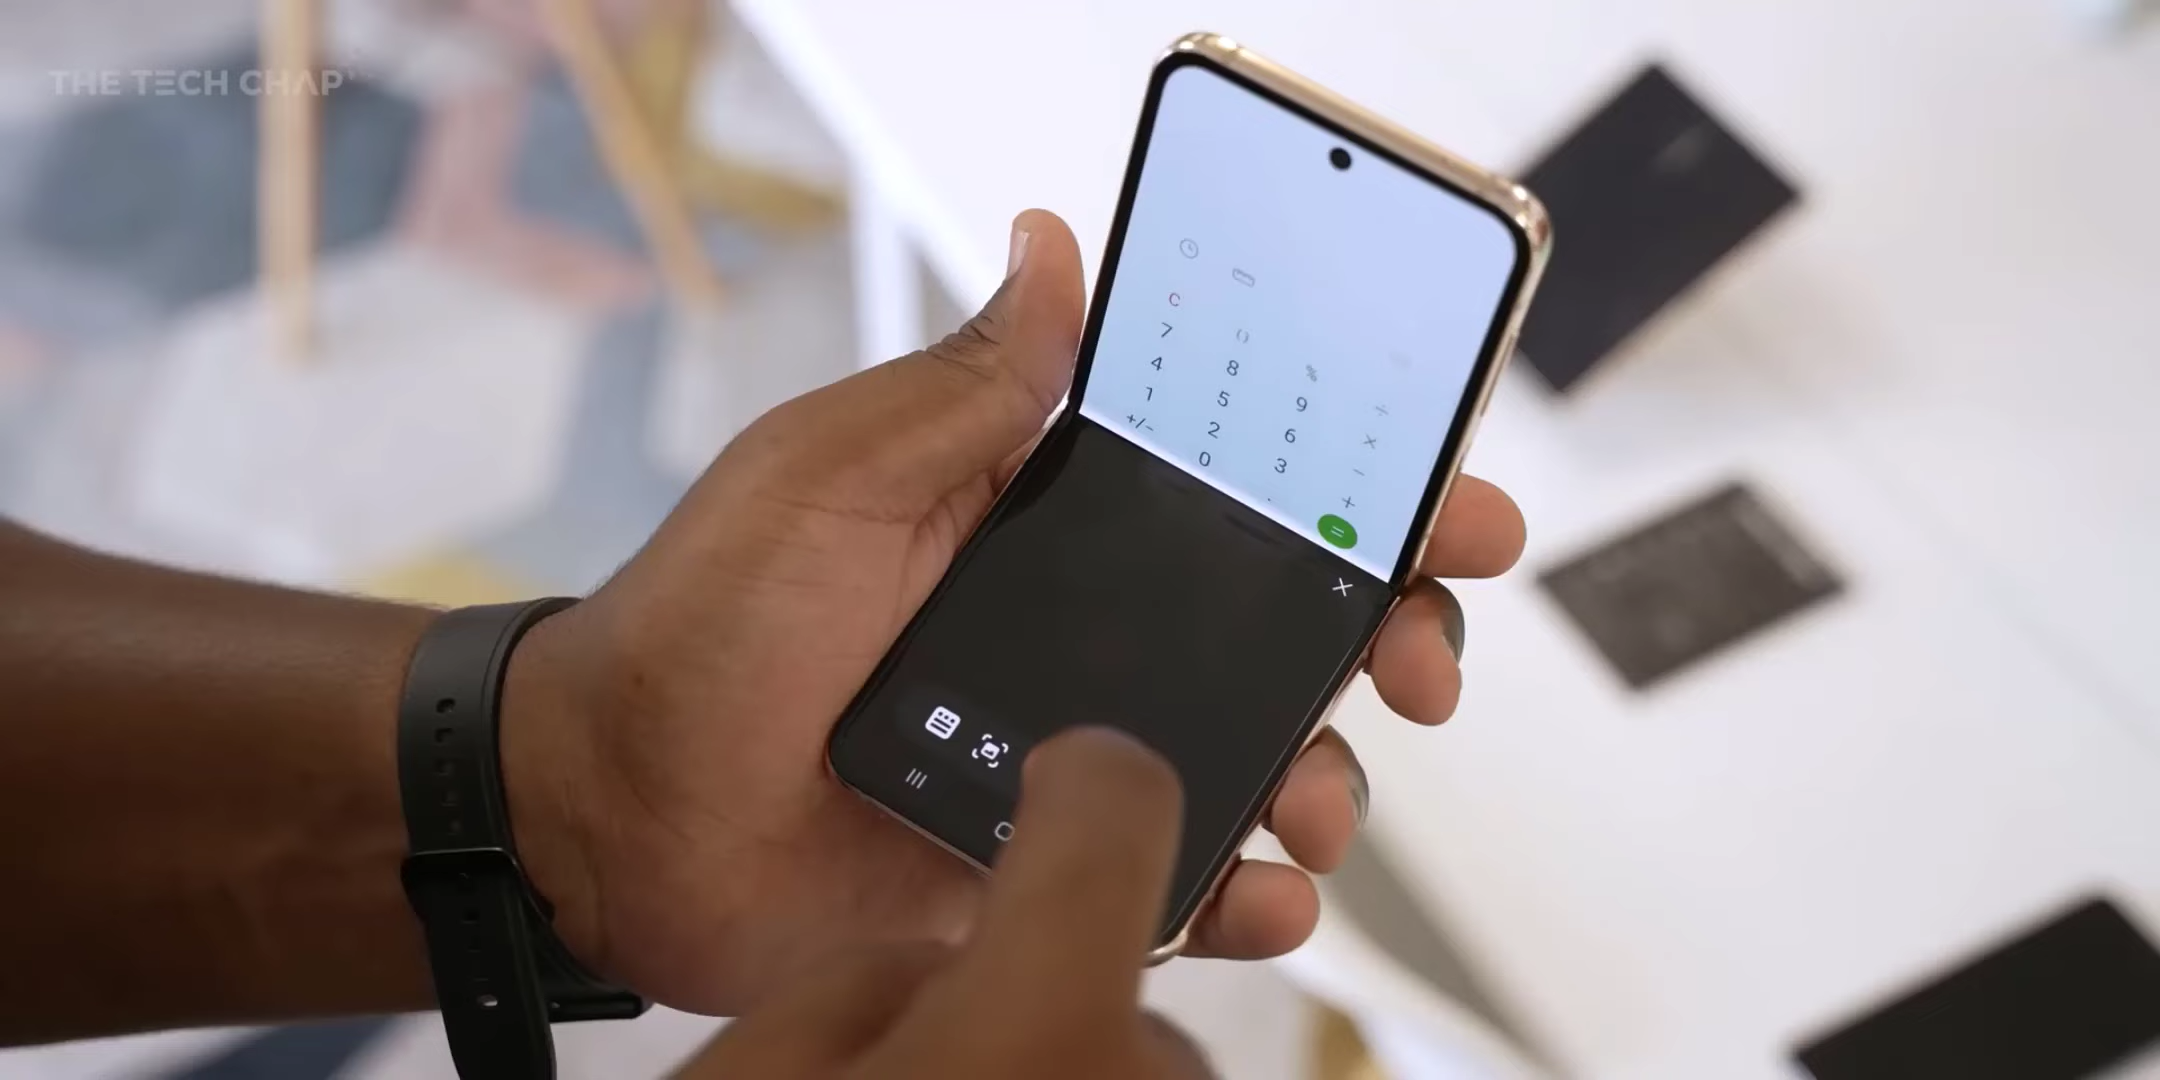 THE TECH CHAP
C
7 ( ) %
4 8 9 ÷
1 5 6 ×
+/- 2 3 −
0 . +
=
×